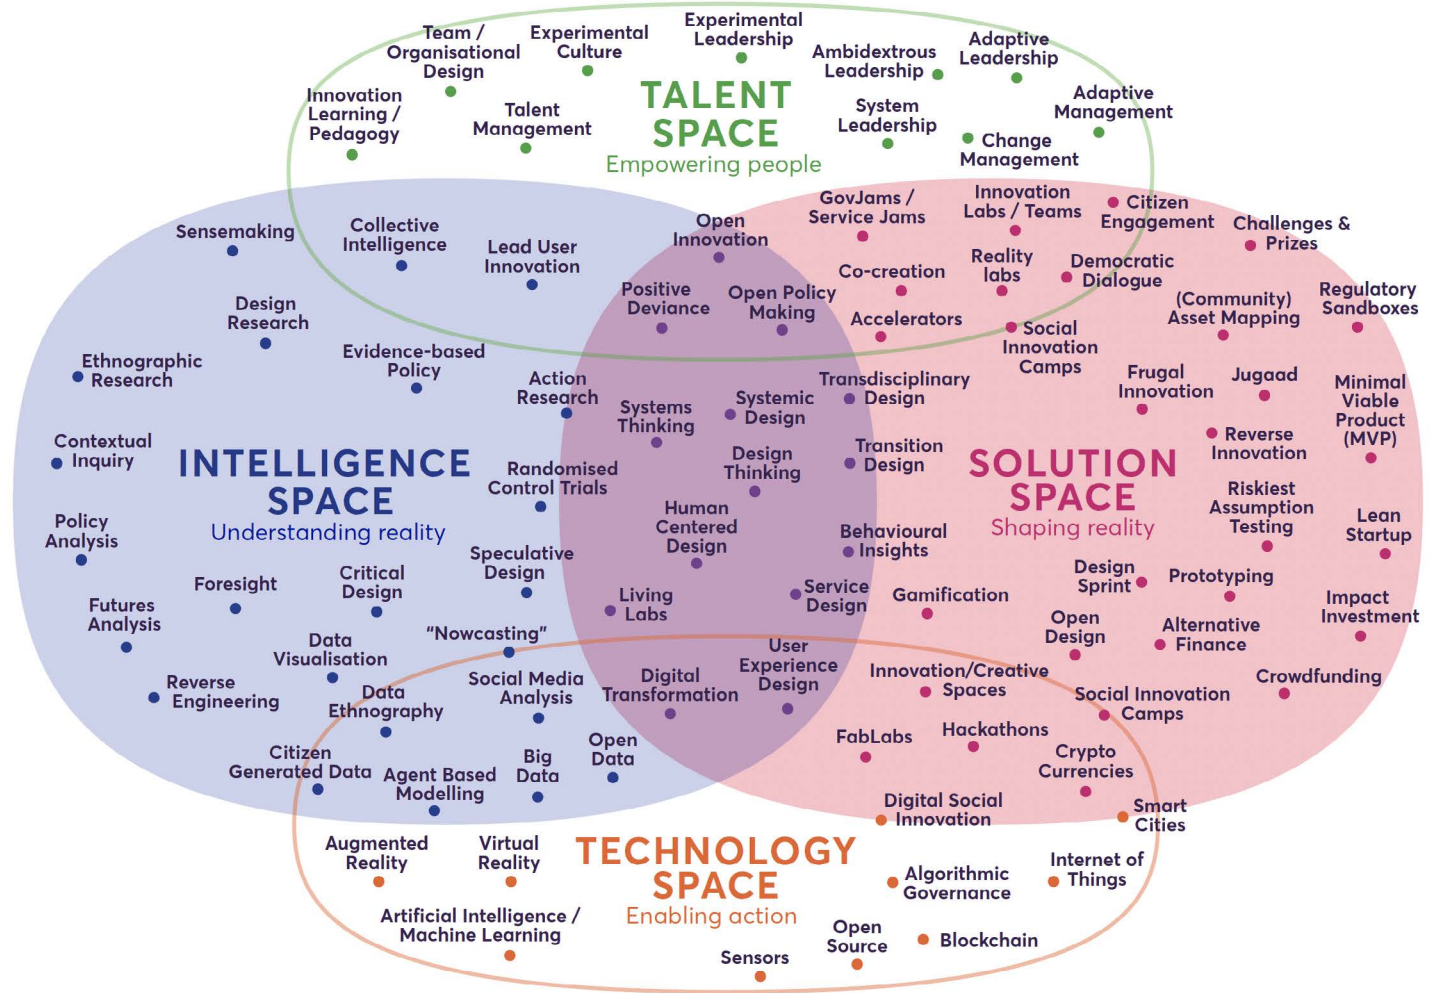 Team /
Organisational
Design
Experimental
Culture
Experimental
Leadership
Ambidextrous
Leadership
Adaptive
Leadership
Innovation
Learning /
Pedagogy
Talent
Management
TALENT
SPACE
Empowering people
System
Leadership
Change
Management
Adaptive
Management
Sensemaking
Collective
Intelligence
Lead User
Innovation
Open
Innovation
GovJams /
Service Jams
Innovation
Labs / Teams
Citizen
Engagement
Challenges &
Prizes
Design
Research
Positive
Deviance
Open Policy
Making
Co-creation
Reality
labs
Democratic
Dialogue
(Community)
Asset Mapping
Regulatory
Sandboxes
Accelerators
Social
Innovation
Camps
Ethnographic
Research
Evidence-based
Policy
Action
Research
Systems
Thinking
Systemic
Design
Transdisciplinary
Design
Frugal
Innovation
Jugaad
Minimal
Viable
Product
(MVP)
Contextual
Inquiry
INTELLIGENCE
SPACE
Understanding reality
Randomised
Control Trials
Design
Thinking
Transition
Design
SOLUTION
SPACE
Shaping reality
Reverse
Innovation
Riskiest
Assumption
Testing
Lean
Startup
Policy
Analysis
Human
Centered
Design
Behavioural
Insights
Foresight
Critical
Design
Speculative
Design
Design
Sprint
Prototyping
Futures
Analysis
Living
Labs
Service
Design
Gamification
Open
Design
Alternative
Finance
Impact
Investment
Data
Visualisation
“Nowcasting”
User
Experience
Design
Reverse
Engineering
Data
Ethnography
Social Media
Analysis
Digital
Transformation
Innovation/Creative
Spaces
Social Innovation
Camps
Crowdfunding
Citizen
Generated Data
Agent Based
Modelling
Big
Data
Open
Data
FabLabs
Hackathons
Crypto
Currencies
Digital Social
Innovation
Smart
Cities
Augmented
Reality
Virtual
Reality
TECHNOLOGY
SPACE
Enabling action
Algorithmic
Governance
Internet of
Things
Artificial Intelligence /
Machine Learning
Sensors
Open
Source
Blockchain